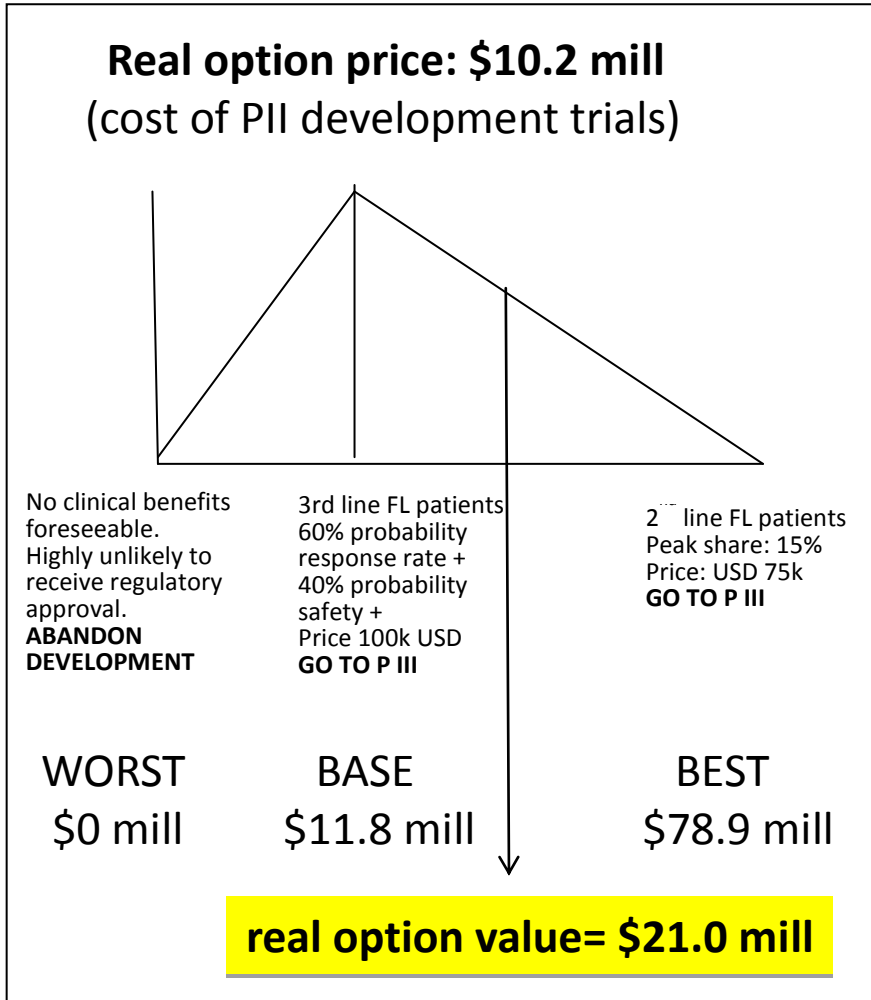 Real option price: $10.2 mill
(cost of PII development trials)
No clinical benefits
foreseeable.
Highly unlikely to
receive regulatory
approval.
ABANDON
DEVELOPMENT
3rd line FL patients
60% probability
response rate +
40% probability
safety +
Price 100k USD
GO TO P III
2 line FL patients
Peak share: 15%
Price: USD 75k
GO TO P III
WORST
$0 mill
BASE
$11.8 mill
BEST
$78.9 mill
real option value= $21.0 mill